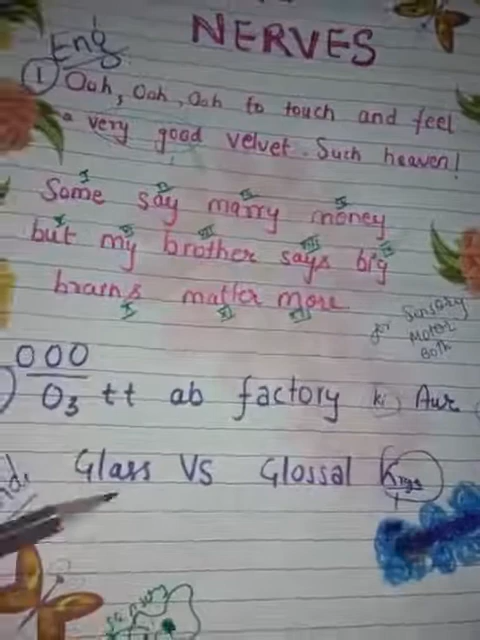 NERVES
Eng
① Ooh, Ooh, Ooh to touch and feel
a very good velvet. Such heaven!
Some say marry money
but my brother says big
brains matter more
for Sensory
Motor
Both
OOO
O3 tt ab factory ki Aur
Glass VS Glossal